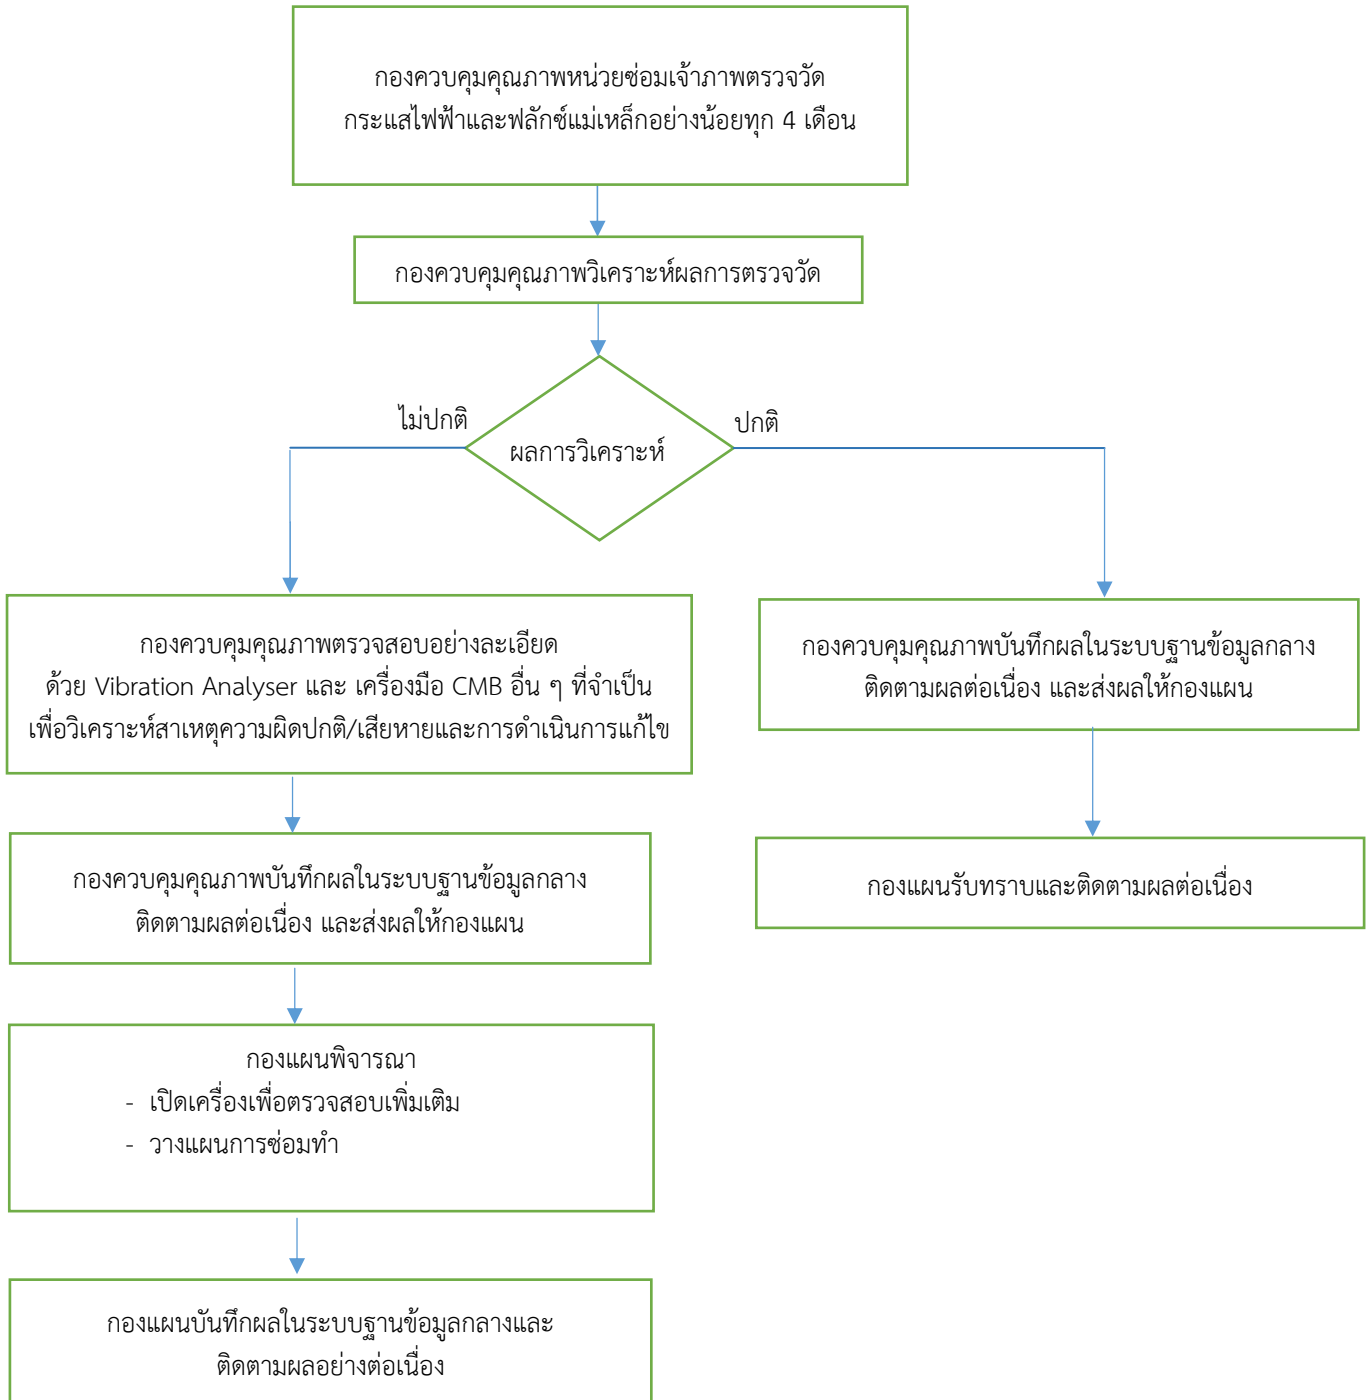 กองควบคุมคุณภาพหน่วยซ่อมเจ้าภาพตรวจวัด
กระแสไฟฟ้าและฟลักซ์แม่เหล็กอย่างน้อยทุก 4 เดือน
กองควบคุมคุณภาพวิเคราะห์ผลการตรวจวัด
ไม่ปกติ
ปกติ
ผลการวิเคราะห์
กองควบคุมคุณภาพตรวจสอบอย่างละเอียด
ด้วย Vibration Analyser และ เครื่องมือ CMB อื่น ๆ ที่จำเป็น
เพื่อวิเคราะห์สาเหตุความผิดปกติ/เสียหายและการดำเนินการแก้ไข
กองควบคุมคุณภาพบันทึกผลในระบบฐานข้อมูลกลาง
ติดตามผลต่อเนื่อง และส่งผลให้กองแผน
กองควบคุมคุณภาพบันทึกผลในระบบฐานข้อมูลกลาง
ติดตามผลต่อเนื่อง และส่งผลให้กองแผน
กองแผนรับทราบและติดตามผลต่อเนื่อง
กองแผนพิจารณา
- เปิดเครื่องเพื่อตรวจสอบเพิ่มเติม
- วางแผนการซ่อมทำ
กองแผนบันทึกผลในระบบฐานข้อมูลกลางและ
ติดตามผลอย่างต่อเนื่อง